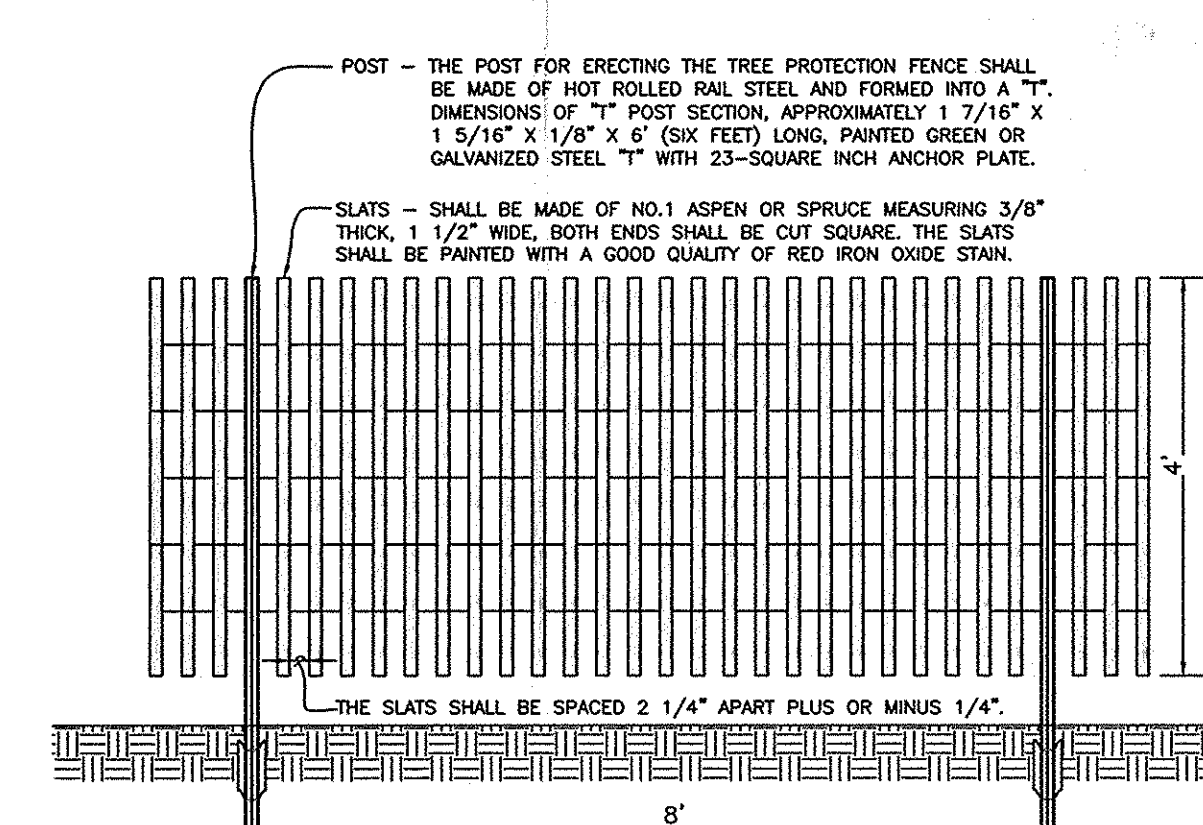 POST – THE POST FOR ERECTING THE TREE PROTECTION FENCE SHALL
BE MADE OF HOT ROLLED RAIL STEEL AND FORMED INTO A "T".
DIMENSIONS OF "T" POST SECTION, APPROXIMATELY 1 7/16" X
1 5/16" X 1/8" X 6' (SIX FEET) LONG, PAINTED GREEN OR
GALVANIZED STEEL "T" WITH 23-SQUARE INCH ANCHOR PLATE.
SLATS – SHALL BE MADE OF NO.1 ASPEN OR SPRUCE MEASURING 3/8"
THICK, 1 1/2" WIDE, BOTH ENDS SHALL BE CUT SQUARE. THE SLATS
SHALL BE PAINTED WITH A GOOD QUALITY OF RED IRON OXIDE STAIN.
4'
THE SLATS SHALL BE SPACED 2 1/4" APART PLUS OR MINUS 1/4".
8'